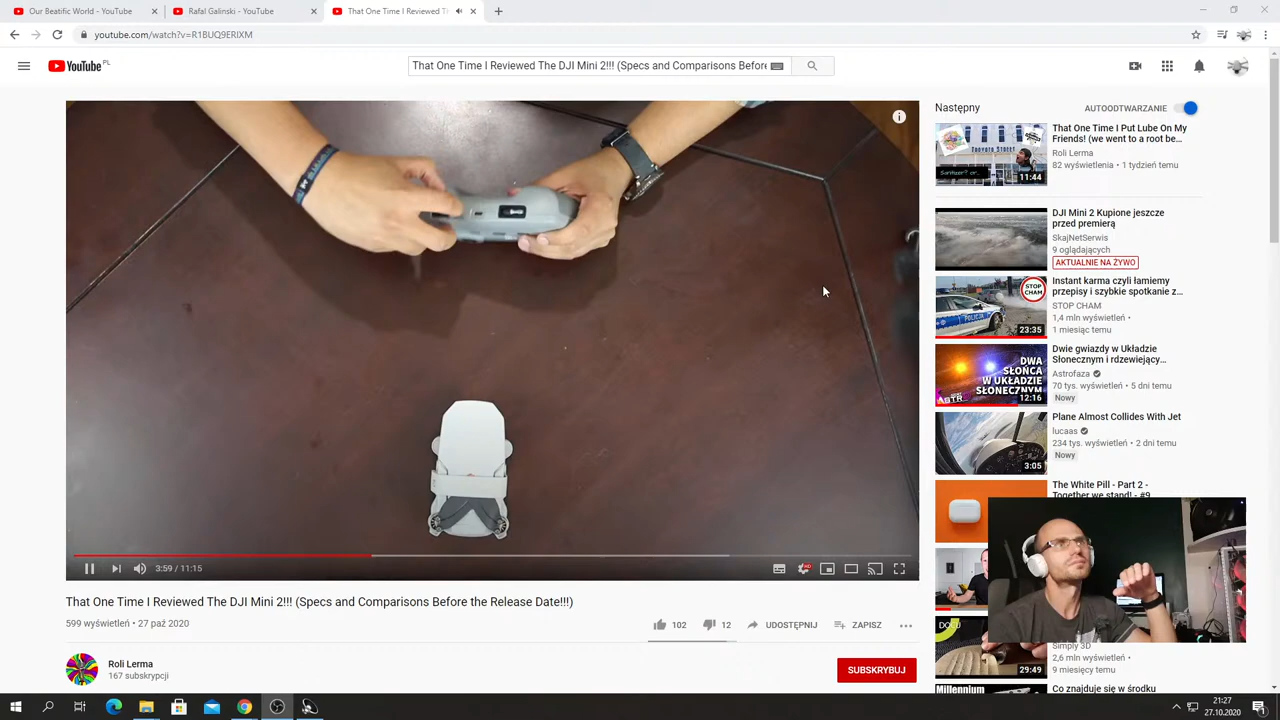 Our Beatific World - YouTube
Rafal Galinski - YouTube
That One Time I Reviewed T
youtube.com/watch?v=R1BUQ9ERIXM
YouTube PL
That One Time I Reviewed The DJI Mini 2!!! (Specs and Comparisons Before
Następny
AUTOODTWARZANIE
11:44
That One Time I Put Lube On My
Friends! (we went to a root be...
Roli Lerma
82 wyświetlenia • 1 tydzień temu
DJI Mini 2 Kupione jeszcze
przed premierą
SkajNetSerwis
9 oglądających
AKTUALNIE NA ŻYWO
STOP CHAM
POLICJA
23:35
Instant karma czyli łamiemy
przepisy i szybkie spotkanie z...
STOP CHAM
1,4 mln wyświetleń •
1 miesiąc temu
DWA
SŁOŃCA
W UKŁADZIE
SŁONECZNYM
12:16
Dwie gwiazdy w Układzie
Słonecznym i rdzewiejący...
Astrofaza
70 tys. wyświetleń • 5 dni temu
Nowy
3:05
Plane Almost Collides With Jet
lucaas
234 tys. wyświetleń • 2 dni temu
Nowy
The White Pill - Part 2 -
Together we stand! - #9
29:49
Simply 3D
2,6 mln wyświetleń •
9 miesięcy temu
Millennium
Co znajduje się w środku
3:59 / 11:15
HD
That One Time I Reviewed The DJI Mini 2!!! (Specs and Comparisons Before the Release Date!!!)
599 wyświetleń • 27 paź 2020
102
12
UDOSTĘPNIJ
ZAPISZ
Roli Lerma
167 subskrypcji
SUBSKRYBUJ
21:27
27.10.2020